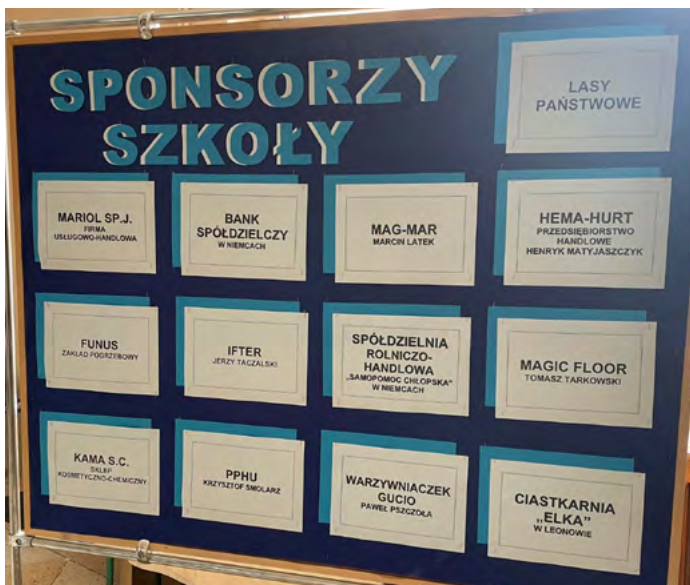 SPONSORZY
SZKOŁY
LASY
PAŃSTWOWE
MARIOL SP.J.
FIRMA
USŁUGOWO-HANDLOWA
BANK
SPÓŁDZIELCZY
W NIEMCACH
MAG-MAR
MARCIN LATEK
HEMA-HURT
PRZEDSIĘBIORSTWO
HANDLOWE
HENRYK MATYJASZCZYK
FUNUS
ZAKŁAD POGRZEBOWY
IFTER
JERZY TACZALSKI
SPÓŁDZIELNIA
ROLNICZO-
HANDLOWA
„SAMOPOMOC CHŁOPSKA”
W NIEMCACH
MAGIC FLOOR
TOMASZ TARKOWSKI
KAMA S.C.
SKLEP
KOSMETYCZNO-CHEMICZNY
PPHU
KRZYSZTOF SMOLARZ
WARZYWNIACZEK
GUCIO
PAWEŁ PSZCZOŁA
CIASTKARNIA
„ELKA”
W LEONOWIE